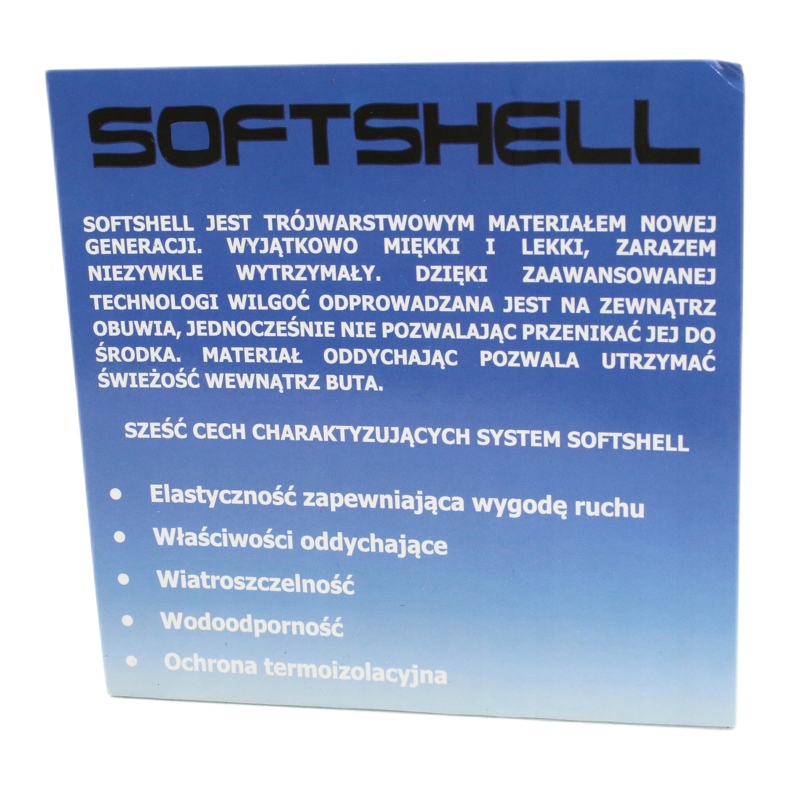 SOFTSHELL
SOFTSHELL JEST TRÓJWARSTWOWYM MATERIAŁEM NOWEJ
GENERACJI. WYJĄTKOWO MIĘKKI I LEKKI, ZARAZEM
NIEZYWKLE WYTRZYMAŁY. DZIĘKI ZAAWANSOWANEJ
TECHNOLOGI WILGOĆ ODPROWADZANA JEST NA ZEWNĄTRZ
OBUWIA, JEDNOCZEŚNIE NIE POZWALAJĄC PRZENIKAĆ JEJ DO
ŚRODKA. MATERIAŁ ODDYCHAJĄC POZWALA UTRZYMAĆ
ŚWIEŻOŚĆ WEWNĄTRZ BUTA.
SZEŚĆ CECH CHARAKTYZUJĄCYCH SYSTEM SOFTSHELL
• Elastyczność zapewniająca wygodę ruchu
• Właściwości oddychające
• Wiatroszczelność
• Wodoodporność
• Ochrona termoizolacyjna